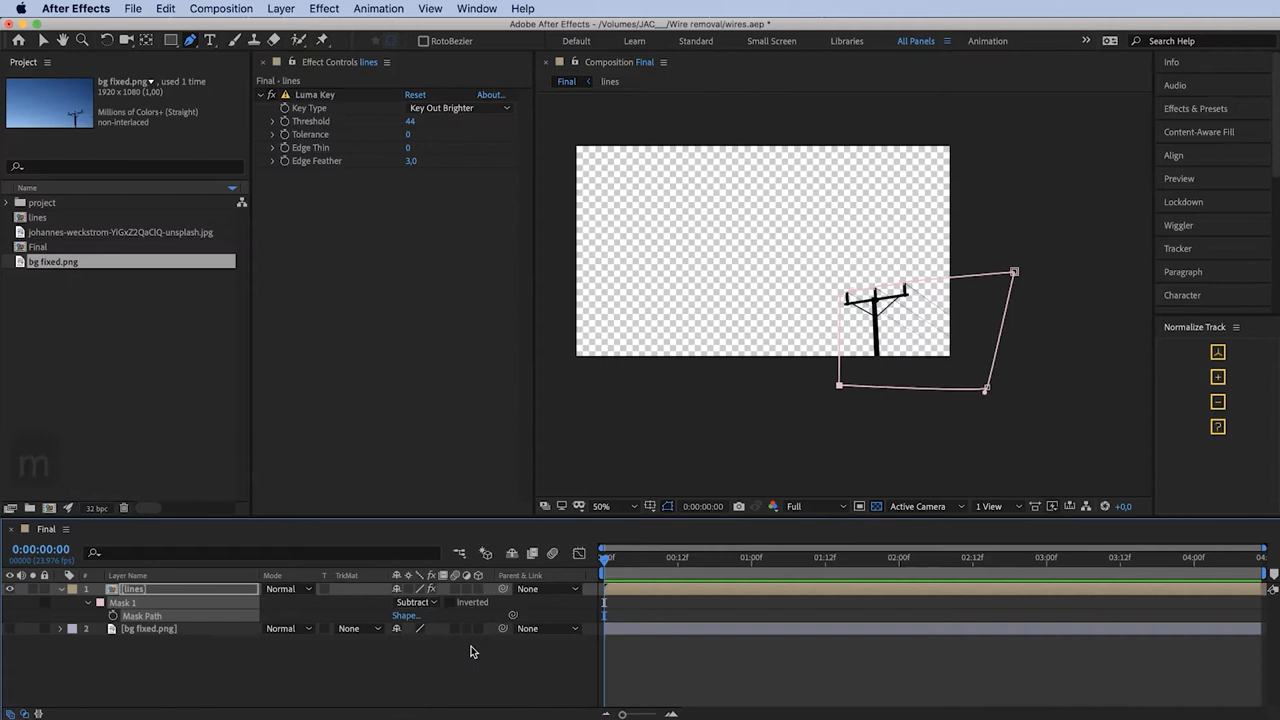 After Effects File Edit Composition Layer Effect Animation View Window Help
Adobe After Effects - /Volumes/JAC___/Wire removal/wires.aep *
RotoBezier
Default Learn Standard Small Screen Libraries All Panels Animation
Search Help
Project
bg fixed.png , used 1 time
1920 x 1080 (1,00)
Millions of Colors+ (Straight)
non-interlaced
Name
project
lines
johannes-weckstrom-YiGxZ2QaClQ-unsplash.jpg
Final
bg fixed.png
32 bpc
Effect Controls lines
Final - lines
fx Luma Key Reset About...
Key Type Key Out Brighter
Threshold 44
Tolerance 0
Edge Thin 0
Edge Feather 3,0
Composition Final
Final lines
50% 0:00:00:00 Full Active Camera 1 View +0,0
Info
Audio
Effects & Presets
Content-Aware Fill
Align
Preview
Lockdown
Wiggler
Tracker
Paragraph
Character
Normalize Track
m
Final
0:00:00:00
00000 (23.976 fps)
# Layer Name Mode T TrkMat Parent & Link
1 [lines] Normal None
Mask 1 Subtract Inverted
Mask Path Shape...
2 [bg fixed.png] Normal None None
00:12f 01:00f 01:12f 02:00f 02:12f 03:00f 03:12f 04:00f